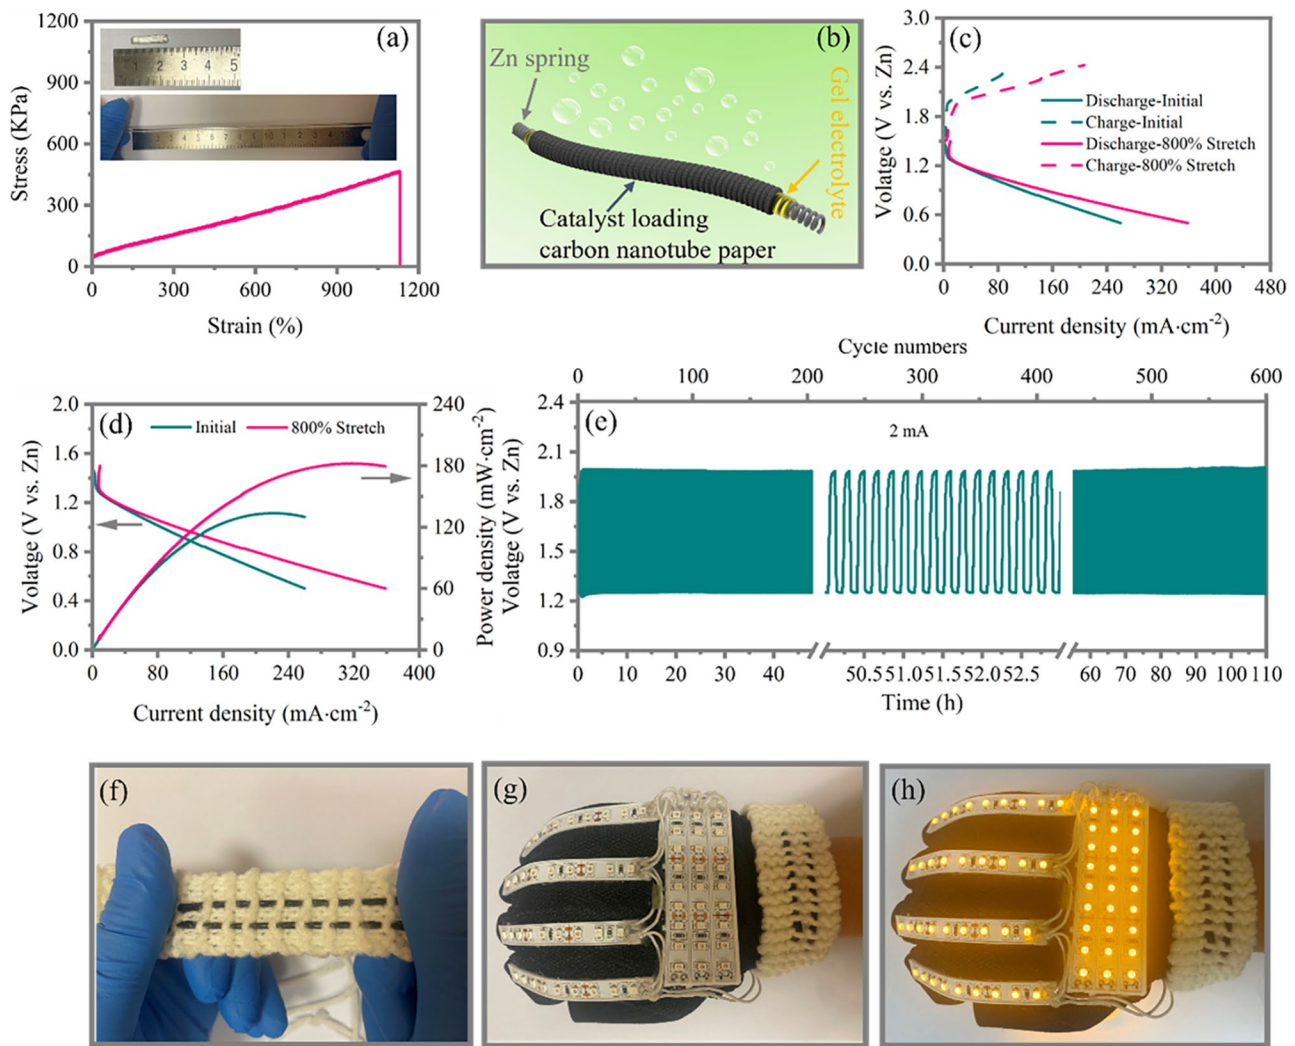 (a)
Stress (KPa)
1200
900
600
300
0
1 2 3 4 5
0 300 600 900 1200
Strain (%)
(b)
Zn spring
Gel electrolyte
Catalyst loading
carbon nanotube paper
(c)
Volatge (V vs. Zn)
3.0
2.4
1.8
1.2
0.6
0.0
Discharge-Initial
Charge-Initial
Discharge-800% Stretch
Charge-800% Stretch
0 80 160 240 320 400 480
Current density (mA·cm-2)
(d)
Initial 800% Stretch
Volatge (V vs. Zn)
2.0
1.6
1.2
0.8
0.4
0.0
240
180
120
60
0
Power density (mW·cm-2)
0 80 160 240 320 400
Current density (mA·cm-2)
Cycle numbers
0 100 200 300 400 500 600
(e)
2 mA
Volatge (V vs. Zn)
2.4
2.1
1.8
1.5
1.2
0.9
0 10 20 30 40 50.5 51.0 51.5 52.0 52.5 60 70 80 90 100 110
Time (h)
(f)
(g)
(h)